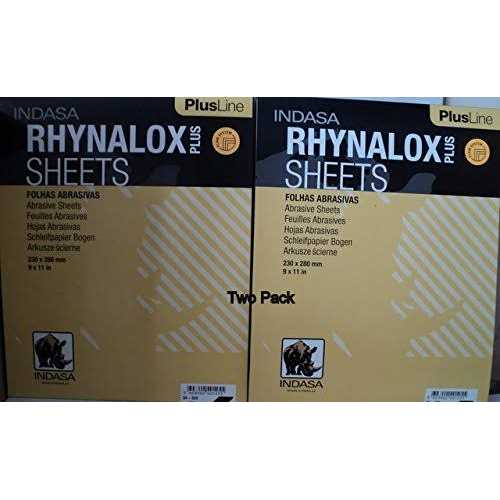 PlusLine
INDASA
RHYNALOX PLUS
SHEETS
FOLHAS ABRASIVAS
Abrasive Sheets
Feuilles Abrasives
Hojas Abrasivas
Schleifpapier Bogen
Arkusze ścierne
230 x 280 mm
9 x 11 in
INDASA
PlusLine
INDASA
RHYNALOX PLUS
SHEETS
FOLHAS ABRASIVAS
Abrasive Sheets
Feuilles Abrasives
Hojas Abrasivas
Schleifpapier Bogen
Arkusze ścierne
230 x 280 mm
9 x 11 in
INDASA
Two Pack